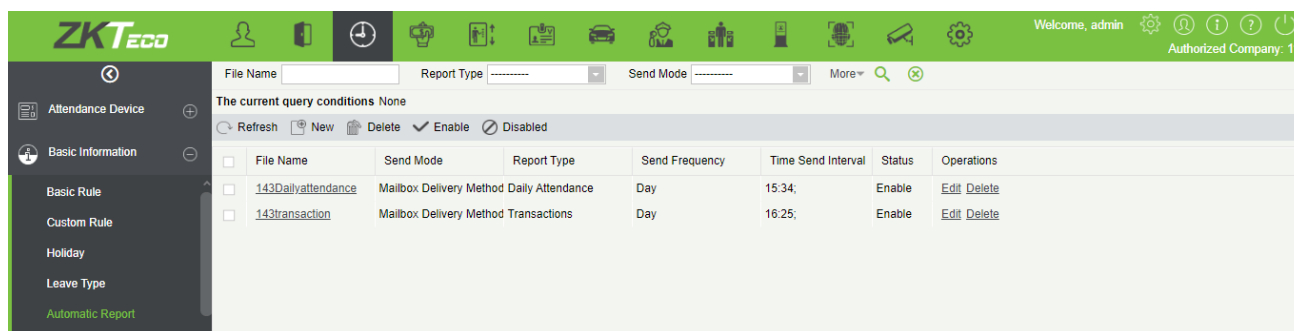 ZKTeco
Welcome, admin
Authorized Company: 1
File Name
Report Type ----------
Send Mode ----------
More
Attendance Device
The current query conditions None
Refresh New Delete Enable Disabled
Basic Information
File Name Send Mode Report Type Send Frequency Time Send Interval Status Operations
Basic Rule
143Dailyattendance Mailbox Delivery Method Daily Attendance Day 15:34; Enable Edit Delete
Custom Rule
143transaction Mailbox Delivery Method Transactions Day 16:25; Enable Edit Delete
Holiday
Leave Type
Automatic Report